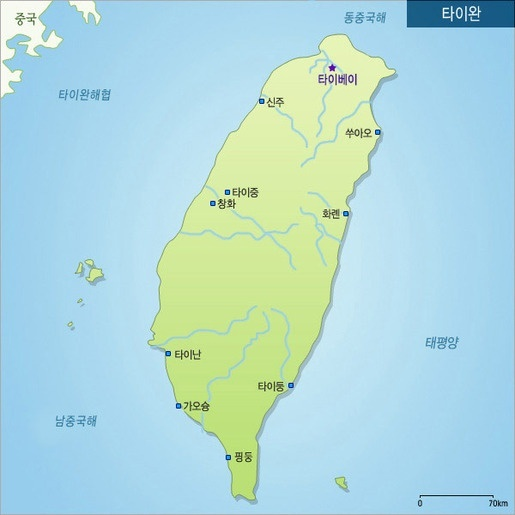 중국
동중국해
타이완
타이완해협
타이베이
신주
쑤아오
타이중
창화
화롄
태평양
타이난
타이둥
가오슝
남중국해
핑둥
0 70km